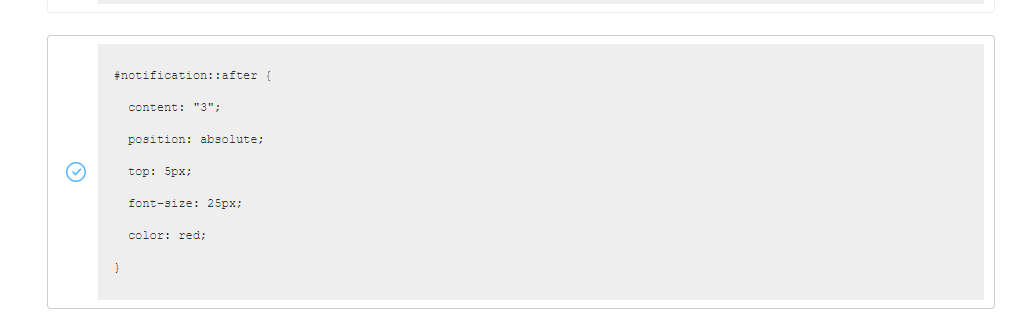 #notification::after {
content: "3";
position: absolute;
top: 5px;
font-size: 25px;
color: red;
}